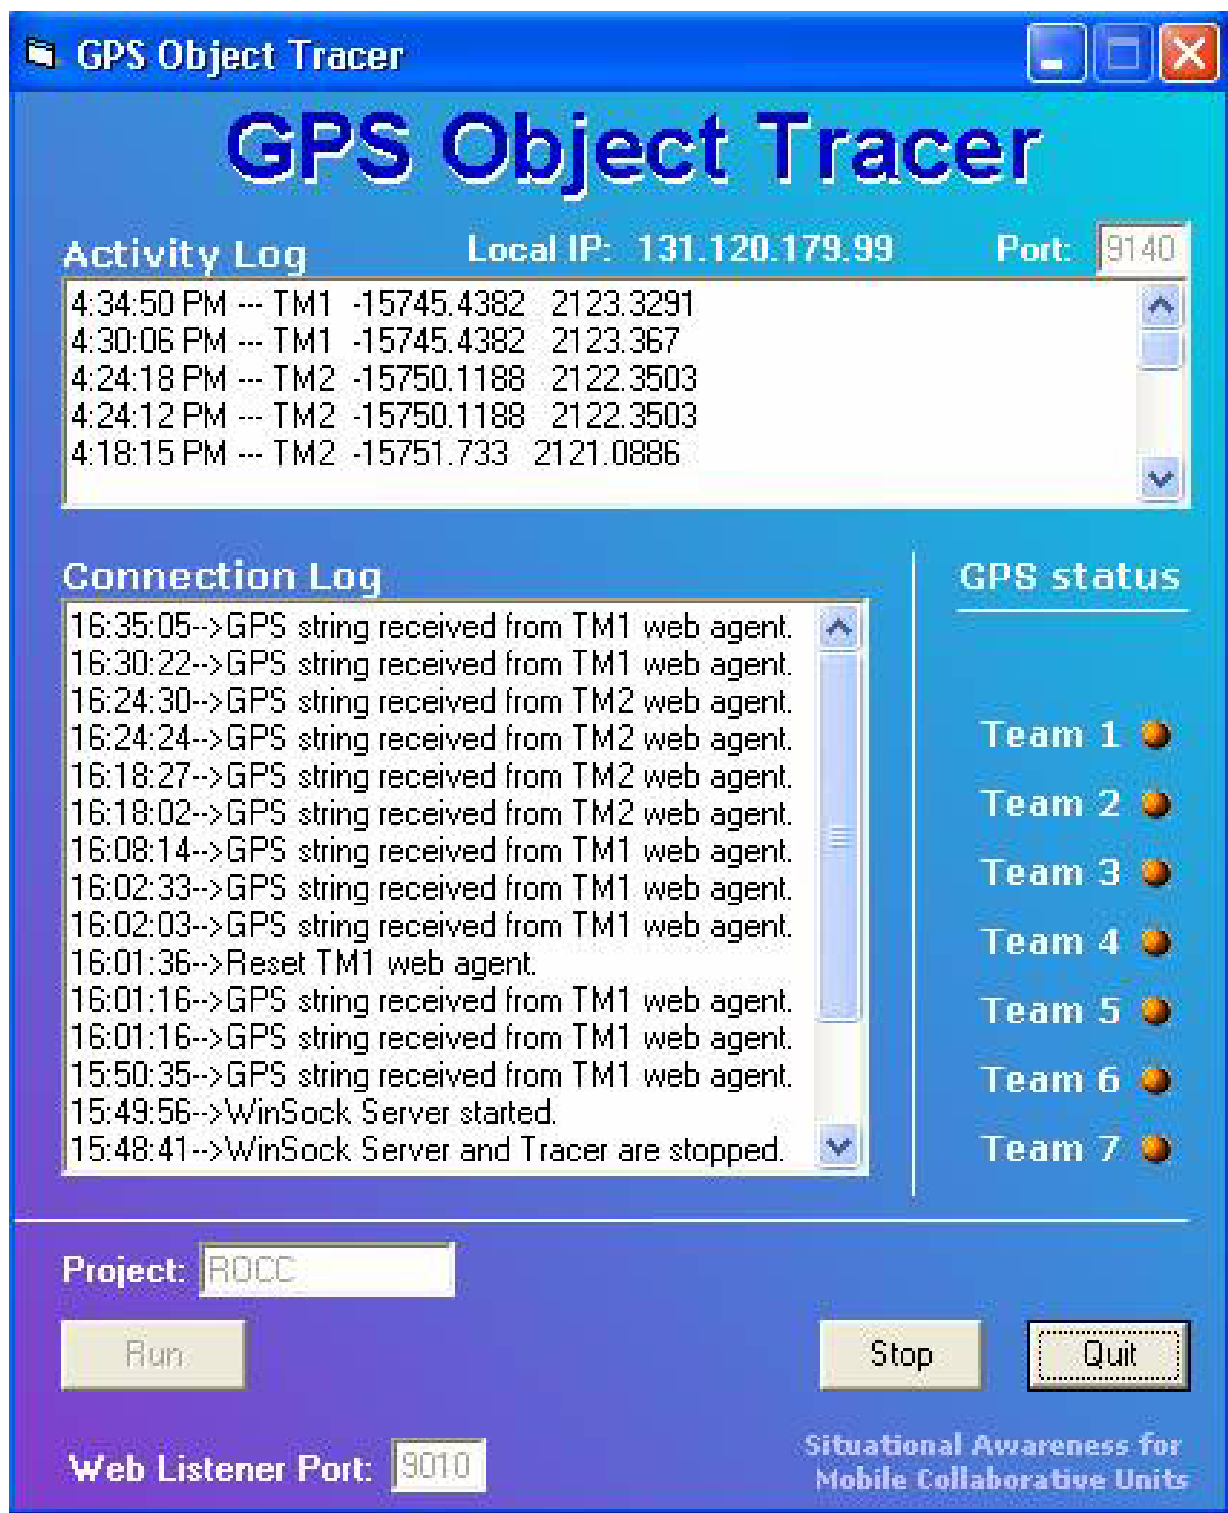 GPS Object Tracer
GPS Object Tracer
Activity Log Local IP: 131.120.179.99 Port: 9140
4:34:50 PM --- TM1 -15745.4382 2123.3291
4:30:06 PM --- TM1 -15745.4382 2123.367
4:24:18 PM --- TM2 -15750.1188 2122.3503
4:24:12 PM --- TM2 -15750.1188 2122.3503
4:18:15 PM --- TM2 -15751.733 2121.0886
Connection Log
16:35:05-->GPS string received from TM1 web agent.
16:30:22-->GPS string received from TM1 web agent.
16:24:30-->GPS string received from TM2 web agent.
16:24:24-->GPS string received from TM2 web agent.
16:18:27-->GPS string received from TM2 web agent.
16:18:02-->GPS string received from TM2 web agent.
16:08:14-->GPS string received from TM1 web agent.
16:02:33-->GPS string received from TM1 web agent.
16:02:03-->GPS string received from TM1 web agent.
16:01:36-->Reset TM1 web agent.
16:01:16-->GPS string received from TM1 web agent.
16:01:16-->GPS string received from TM1 web agent.
15:50:35-->GPS string received from TM1 web agent.
15:49:56-->WinSock Server started.
15:48:41-->WinSock Server and Tracer are stopped.
GPS status
Team 1
Team 2
Team 3
Team 4
Team 5
Team 6
Team 7
Project: ROCC
Run Stop Quit
Web Listener Port: 9010
Situational Awareness for
Mobile Collaborative Units